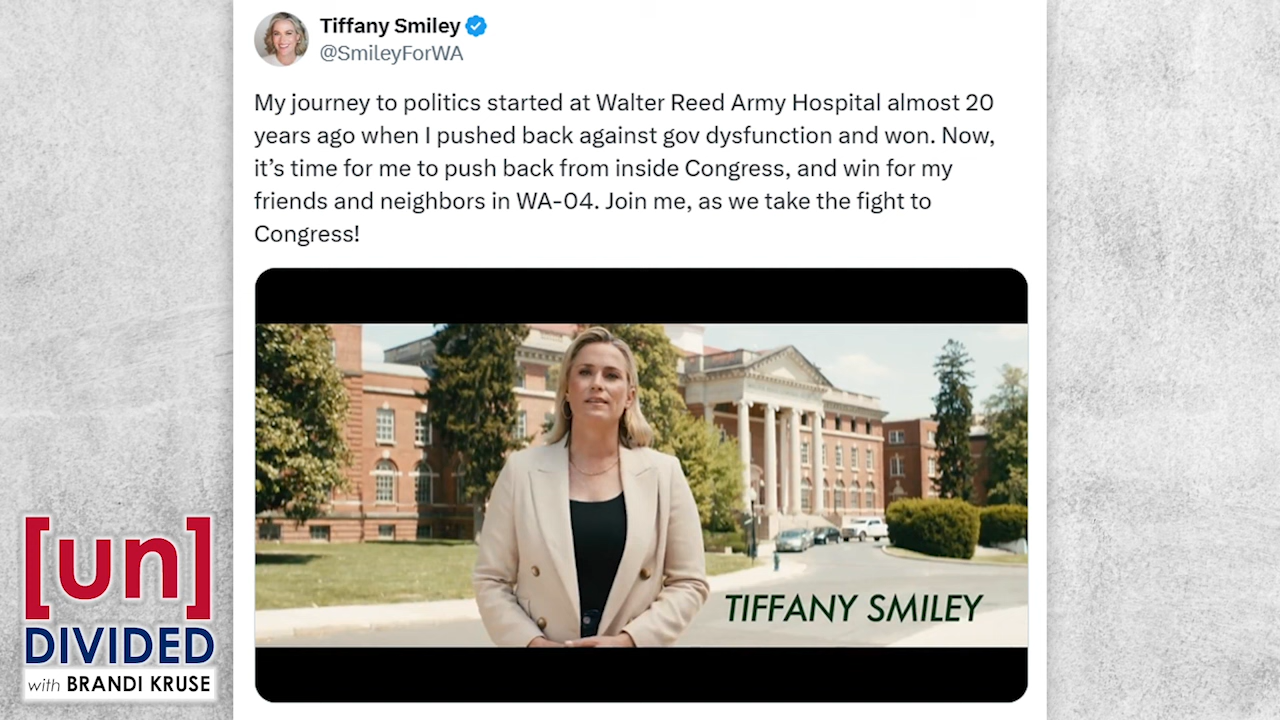 Tiffany Smiley
@SmileyForWA
My journey to politics started at Walter Reed Army Hospital almost 20
years ago when I pushed back against gov dysfunction and won. Now,
it’s time for me to push back from inside Congress, and win for my
friends and neighbors in WA-04. Join me, as we take the fight to
Congress!
TIFFANY SMILEY
[un]
DIVIDED
with BRANDI KRUSE